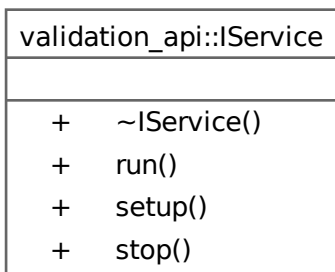 validation_api::IService
+ ~IService()
+ run()
+ setup()
+ stop()